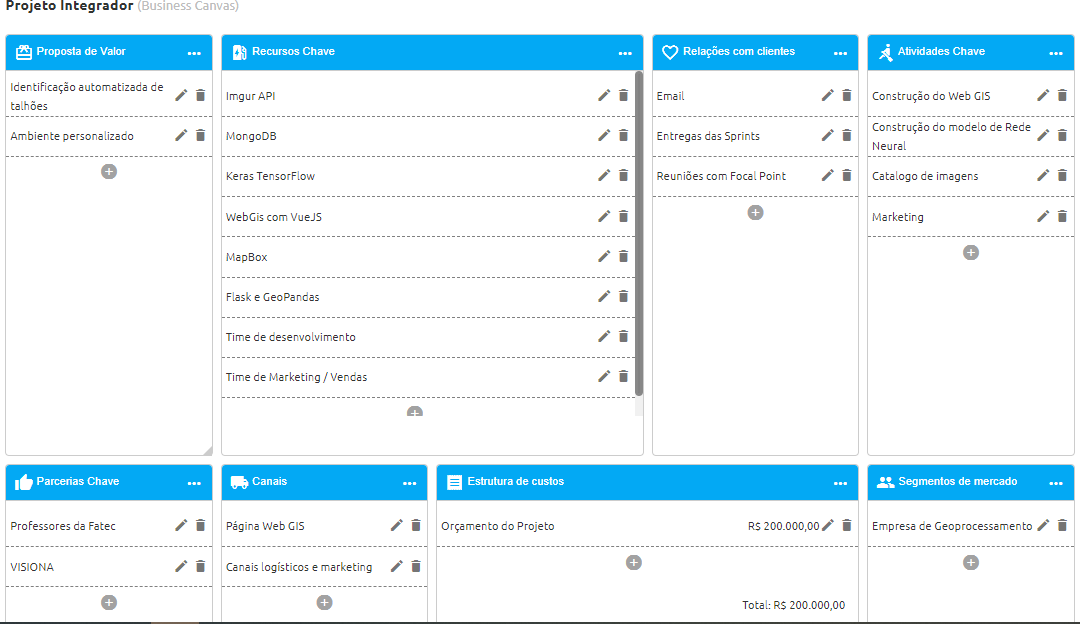 Projeto Integrador (Business Canvas)
Proposta de Valor
Identificação automatizada de
talhões
Ambiente personalizado
Recursos Chave
Imgur API
MongoDB
Keras TensorFlow
WebGis com VueJS
MapBox
Flask e GeoPandas
Time de desenvolvimento
Time de Marketing / Vendas
Relações com clientes
Email
Entregas das Sprints
Reuniões com Focal Point
Atividades Chave
Construção do Web GIS
Construção do modelo de Rede
Neural
Catalogo de imagens
Marketing
Parcerias Chave
Professores da Fatec
VISIONA
Canais
Página Web GIS
Canais logísticos e marketing
Estrutura de custos
Orçamento do Projeto R$ 200.000,00
Total: R$ 200.000,00
Segmentos de mercado
Empresa de Geoprocessamento